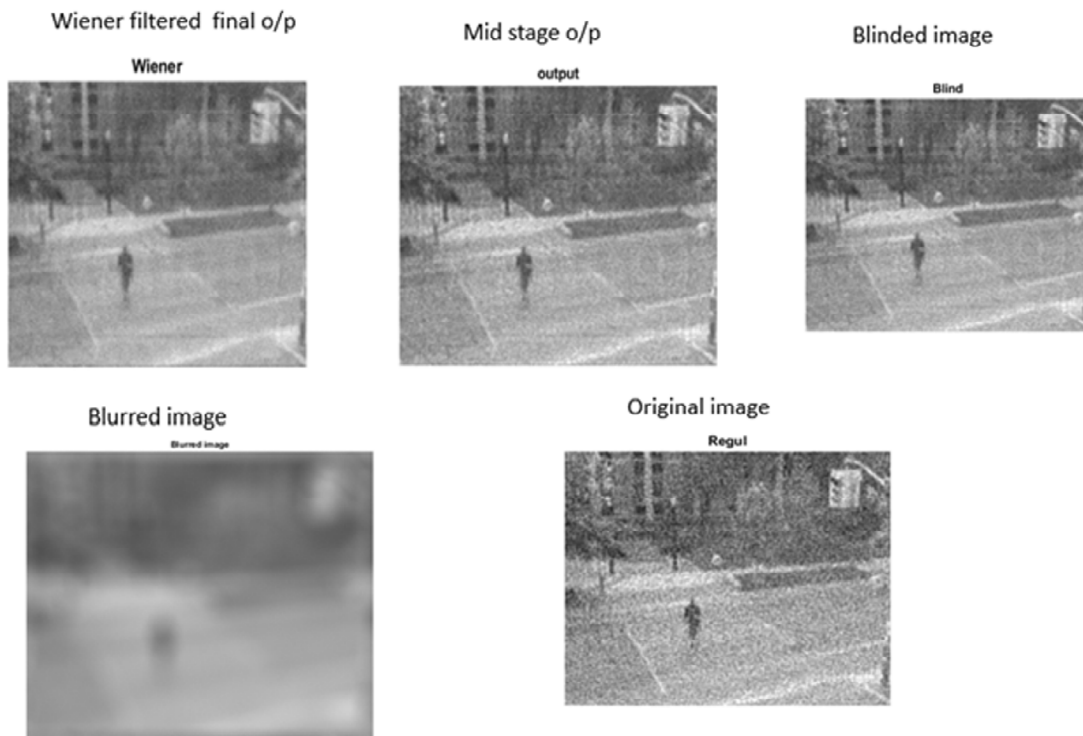 Wiener filtered final o/p
Wiener
Mid stage o/p
output
Blinded image
Blind
Blurred image
Blurred image
Original image
Regul